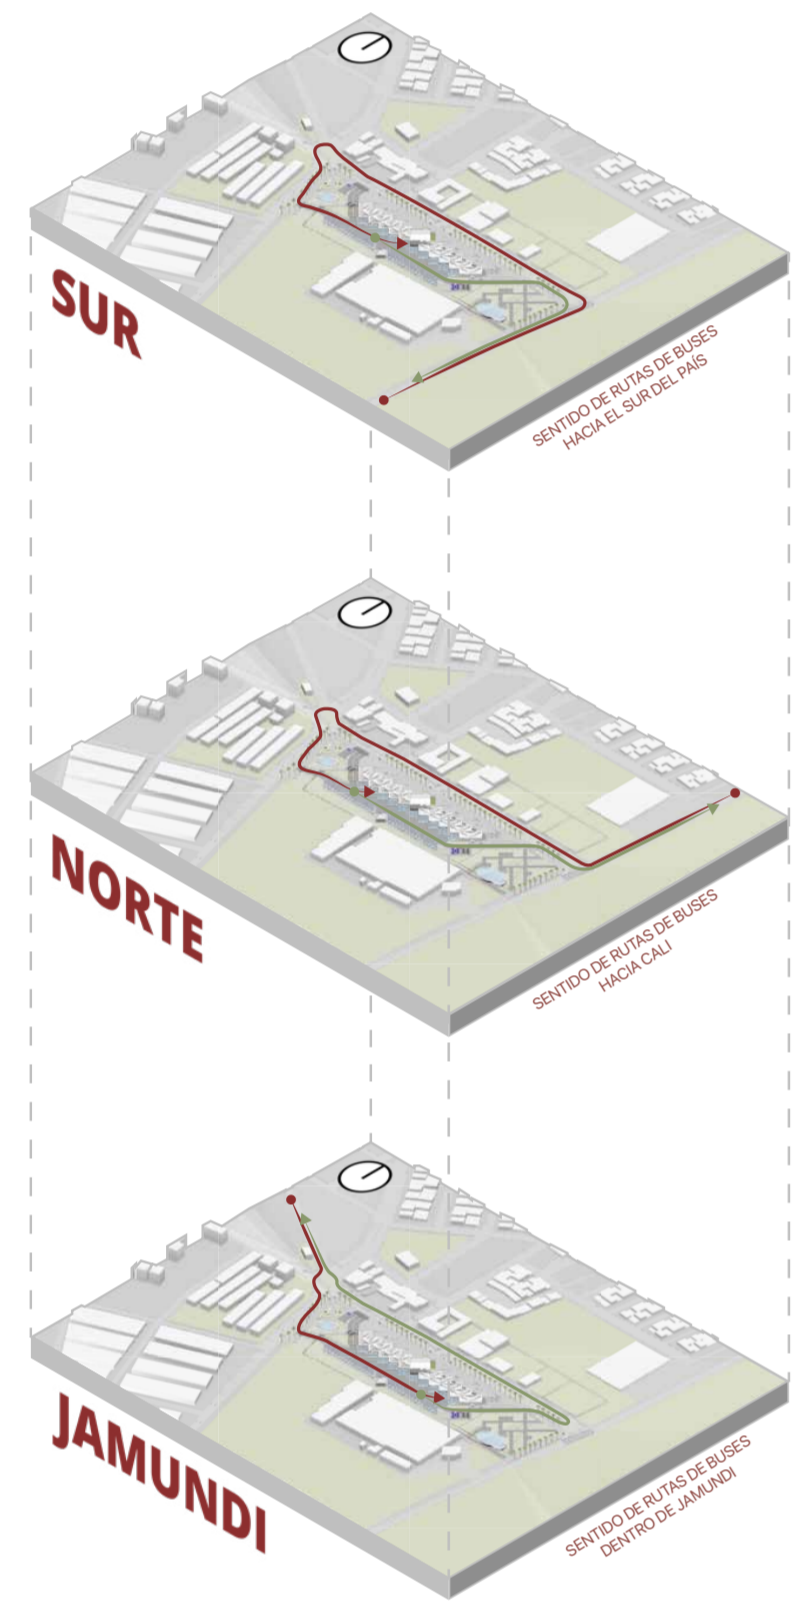 SUR
SENTIDO DE RUTAS DE BUSES
HACIA EL SUR DEL PAÍS
NORTE
SENTIDO DE RUTAS DE BUSES
HACIA CALI
JAMUNDI
SENTIDO DE RUTAS DE BUSES
DENTRO DE JAMUNDI